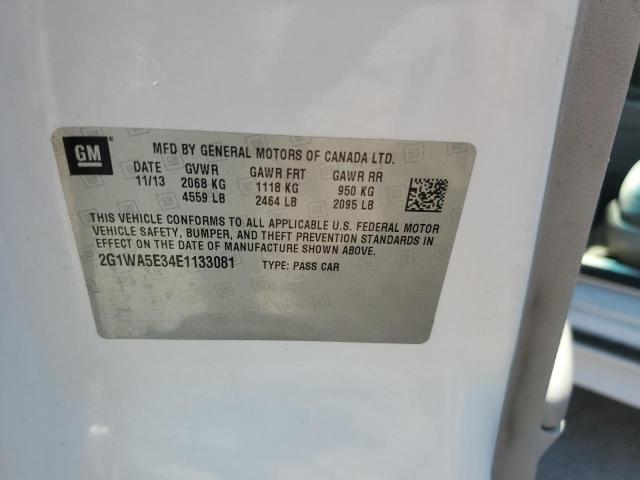 GM
MFD BY GENERAL MOTORS OF CANADA LTD.
DATE GVWR GAWR FRT GAWR RR
11/13 2068 KG 1118 KG 950 KG
4559 LB 2464 LB 2095 LB
THIS VEHICLE CONFORMS TO ALL APPLICABLE U.S. FEDERAL MOTOR
VEHICLE SAFETY, BUMPER, AND THEFT PREVENTION STANDARDS IN
EFFECT ON THE DATE OF MANUFACTURE SHOWN ABOVE.
2G1WA5E34E1133081 TYPE: PASS CAR